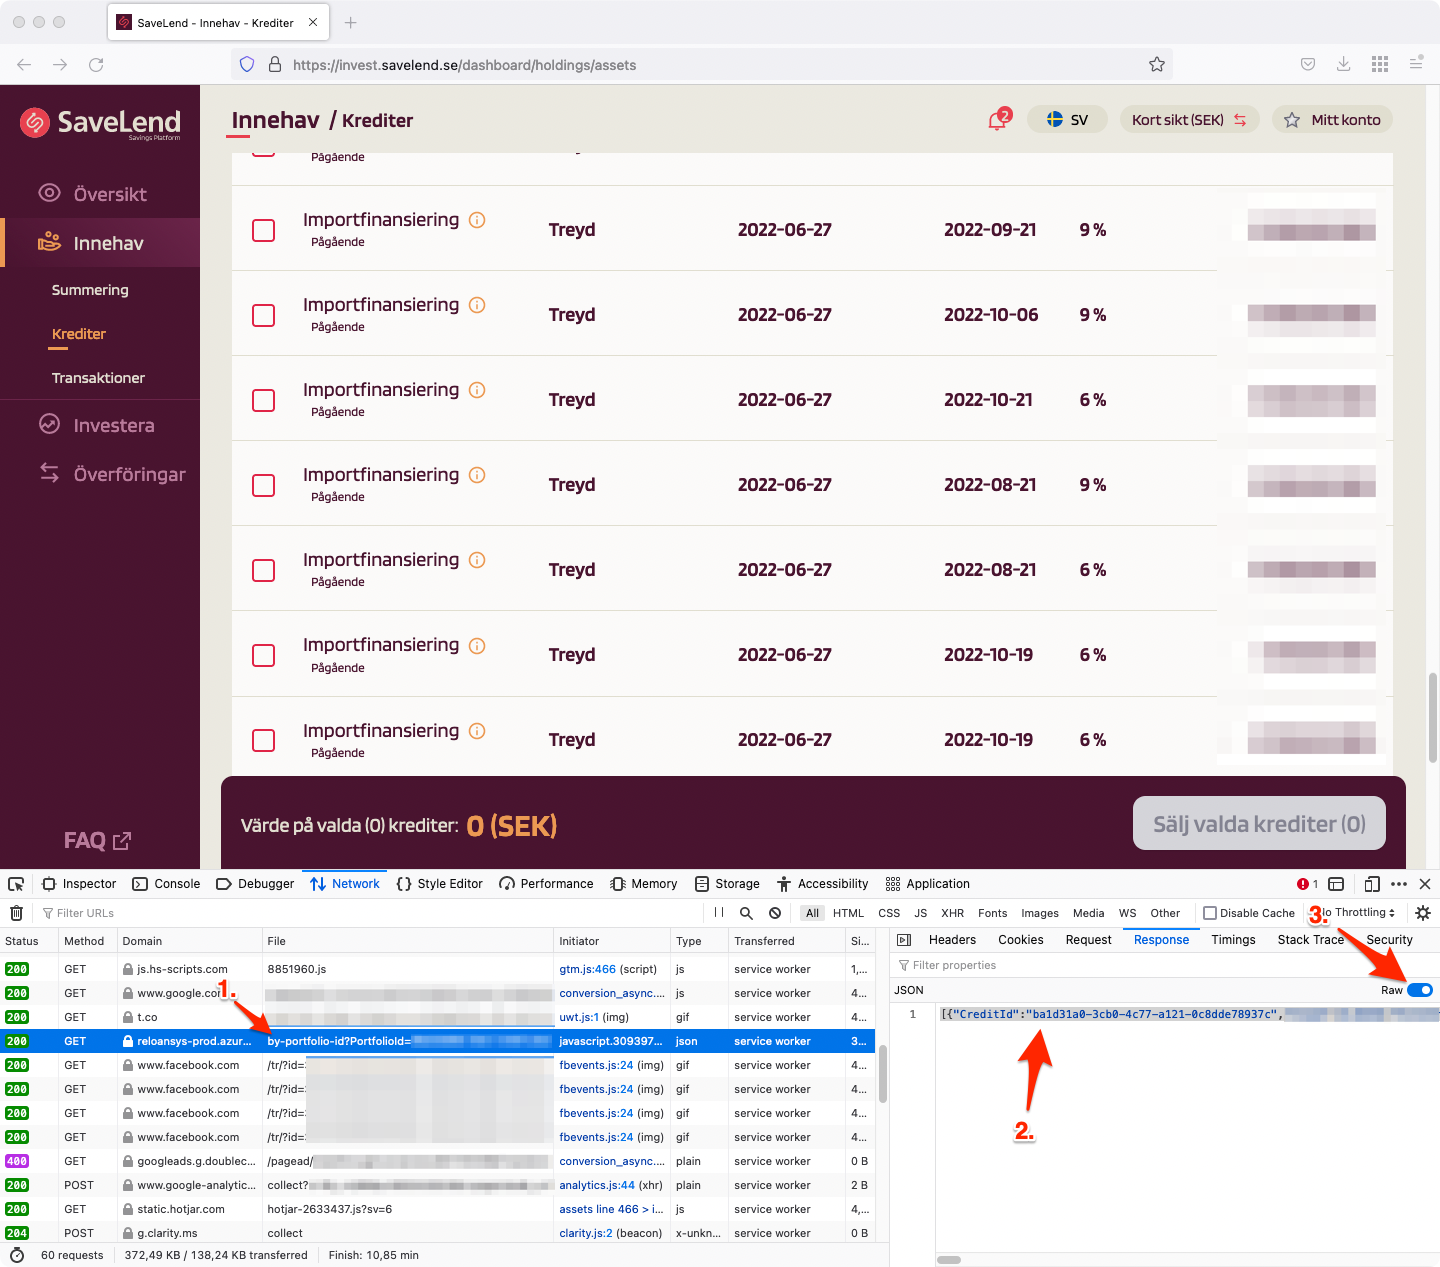 SaveLend - Innehav - Krediter
https://invest.savelend.se/dashboard/holdings/assets
SaveLend
Savings Platform
Översikt
Innehav
Summering
Krediter
Transaktioner
Investera
Överföringar
FAQ
Innehav / Krediter
2
SV
Kort sikt (SEK)
Mitt konto
Pågående
Importfinansiering
Pågående
Treyd 2022-06-27 2022-09-21 9 %
Importfinansiering
Pågående
Treyd 2022-06-27 2022-10-06 9 %
Importfinansiering
Pågående
Treyd 2022-06-27 2022-10-21 6 %
Importfinansiering
Pågående
Treyd 2022-06-27 2022-08-21 9 %
Importfinansiering
Pågående
Treyd 2022-06-27 2022-08-21 6 %
Importfinansiering
Pågående
Treyd 2022-06-27 2022-10-19 6 %
Importfinansiering
Pågående
Treyd 2022-06-27 2022-10-19 6 %
Värde på valda (0) krediter: 0 (SEK)
Sälj valda krediter (0)
Inspector Console Debugger Network Style Editor Performance Memory Storage Accessibility Application 1
Filter URLs All HTML CSS JS XHR Fonts Images Media WS Other Disable Cache No Throttling
Status Method Domain File Initiator Type Transferred Si...
200 GET js.hs-scripts.com 8851960.js gtm.js:466 (script) js service worker 1,...
200 GET www.google.co conversion_async.... js service worker 4...
200 GET t.co uwt.js:1 (img) gif service worker 4...
200 GET reloansys-prod.azur... by-portfolio-id?PortfolioId= javascript.309397... json service worker 3...
200 GET www.facebook.com /tr/?id= fbevents.js:24 (img) gif service worker 4...
200 GET www.facebook.com /tr/?id= fbevents.js:24 (img) gif service worker 4...
200 GET www.facebook.com /tr/?id= fbevents.js:24 (img) gif service worker 4...
200 GET www.facebook.com /tr/?id= fbevents.js:24 (img) gif service worker 4...
400 GET googleads.g.doublec... /pagead/ conversion_async.... plain service worker 0 B
200 POST www.google-analytic... collect? analytics.js:44 (xhr) plain service worker 2 B
200 GET static.hotjar.com hotjar-2633437.js?sv=6 assets line 466 > i... js service worker 4,...
204 POST g.clarity.ms collect clarity.js:2 (beacon) x-unkn... service worker 0 B
60 requests 372,49 KB / 138,24 KB transferred Finish: 10,85 min
Headers Cookies Request Response Timings Stack Trace Security
Filter properties
JSON Raw
1 [{"CreditId":"ba1d31a0-3cb0-4c77-a121-0c8dde78937c",
1.
2.
3.